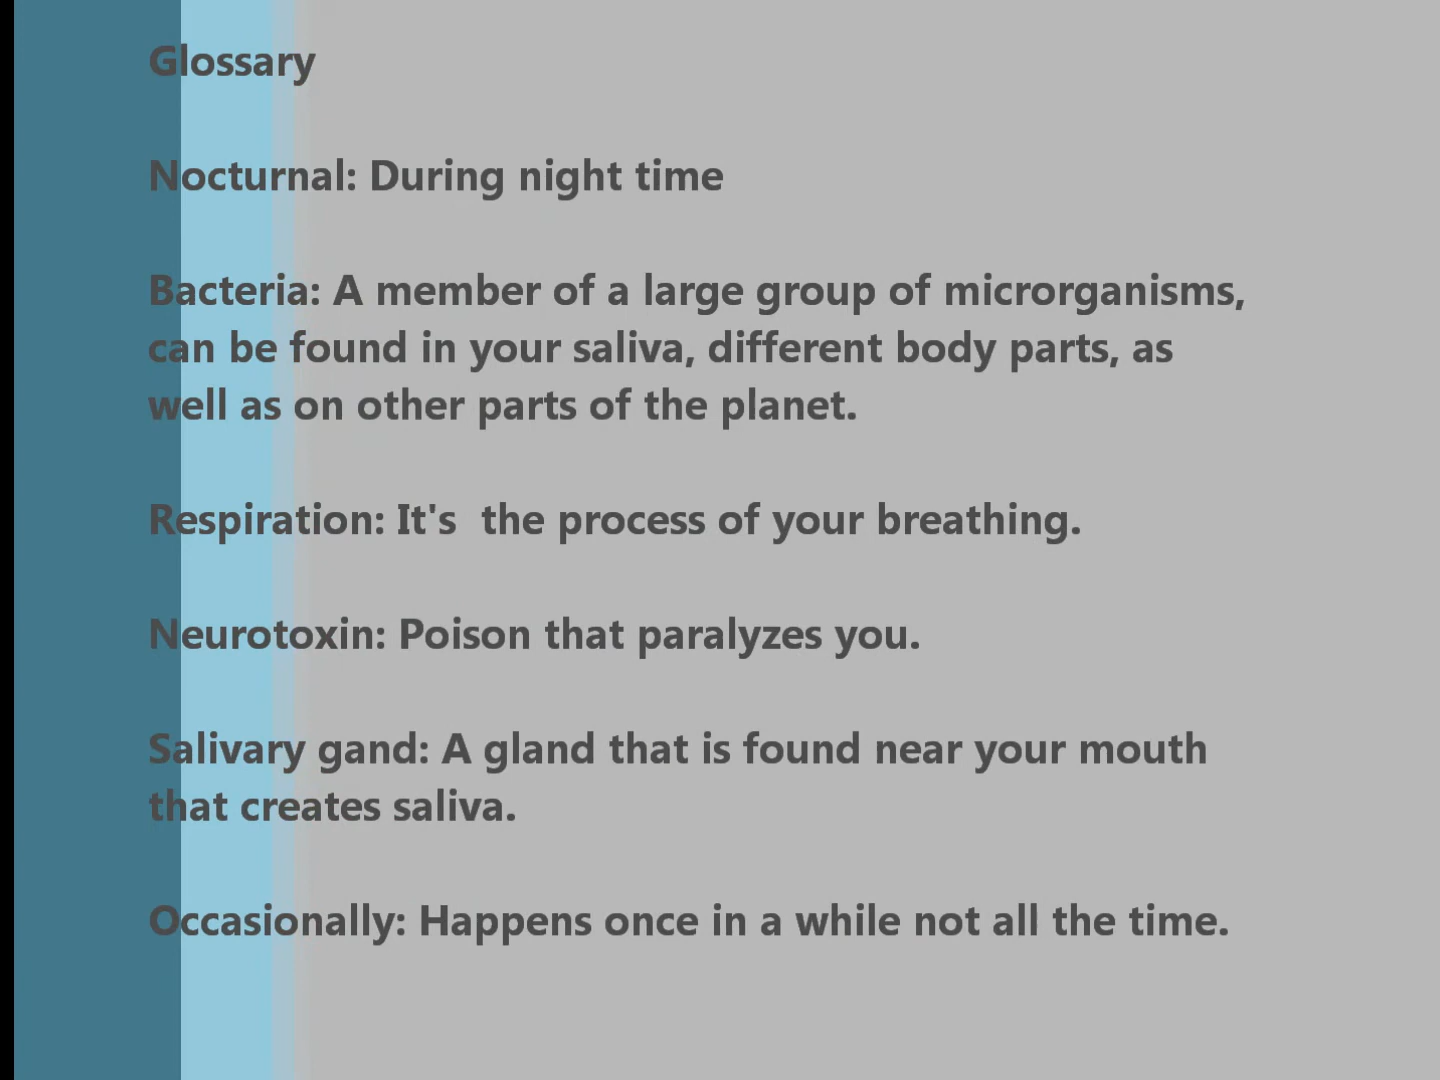 Glossary
Nocturnal: During night time
Bacteria: A member of a large group of microrganisms,
can be found in your saliva, different body parts, as
well as on other parts of the planet.
Respiration: It's  the process of your breathing.
Neurotoxin: Poison that paralyzes you.
Salivary gand: A gland that is found near your mouth
that creates saliva.
Occasionally: Happens once in a while not all the time.